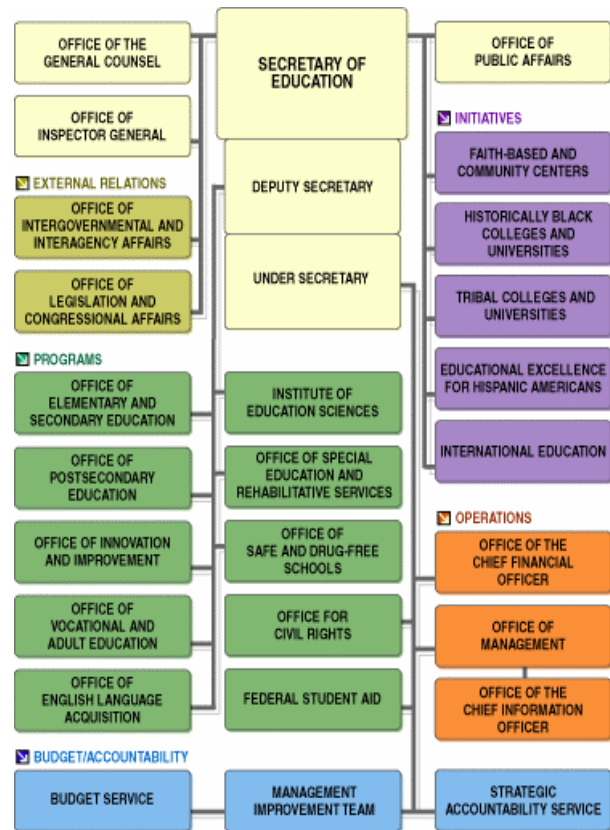 OFFICE OF THE
GENERAL COUNSEL
SECRETARY OF
EDUCATION
OFFICE OF
PUBLIC AFFAIRS
OFFICE OF
INSPECTOR GENERAL
INITIATIVES
FAITH-BASED AND
COMMUNITY CENTERS
DEPUTY SECRETARY
EXTERNAL RELATIONS
OFFICE OF
INTERGOVERNMENTAL AND
INTERAGENCY AFFAIRS
HISTORICALLY BLACK
COLLEGES AND
UNIVERSITIES
UNDER SECRETARY
OFFICE OF
LEGISLATION AND
CONGRESSIONAL AFFAIRS
TRIBAL COLLEGES AND
UNIVERSITIES
PROGRAMS
OFFICE OF
ELEMENTARY AND
SECONDARY EDUCATION
INSTITUTE OF
EDUCATION SCIENCES
EDUCATIONAL EXCELLENCE
FOR HISPANIC AMERICANS
OFFICE OF
POSTSECONDARY
EDUCATION
OFFICE OF SPECIAL
EDUCATION AND
REHABILITATIVE SERVICES
INTERNATIONAL EDUCATION
OPERATIONS
OFFICE OF INNOVATION
AND IMPROVEMENT
OFFICE OF
SAFE AND DRUG-FREE
SCHOOLS
OFFICE OF THE
CHIEF FINANCIAL
OFFICER
OFFICE OF
VOCATIONAL AND
ADULT EDUCATION
OFFICE FOR
CIVIL RIGHTS
OFFICE OF
MANAGEMENT
OFFICE OF
ENGLISH LANGUAGE
ACQUISITION
FEDERAL STUDENT AID
OFFICE OF THE
CHIEF INFORMATION
OFFICER
BUDGET/ACCOUNTABILITY
BUDGET SERVICE
MANAGEMENT
IMPROVEMENT TEAM
STRATEGIC
ACCOUNTABILITY SERVICE